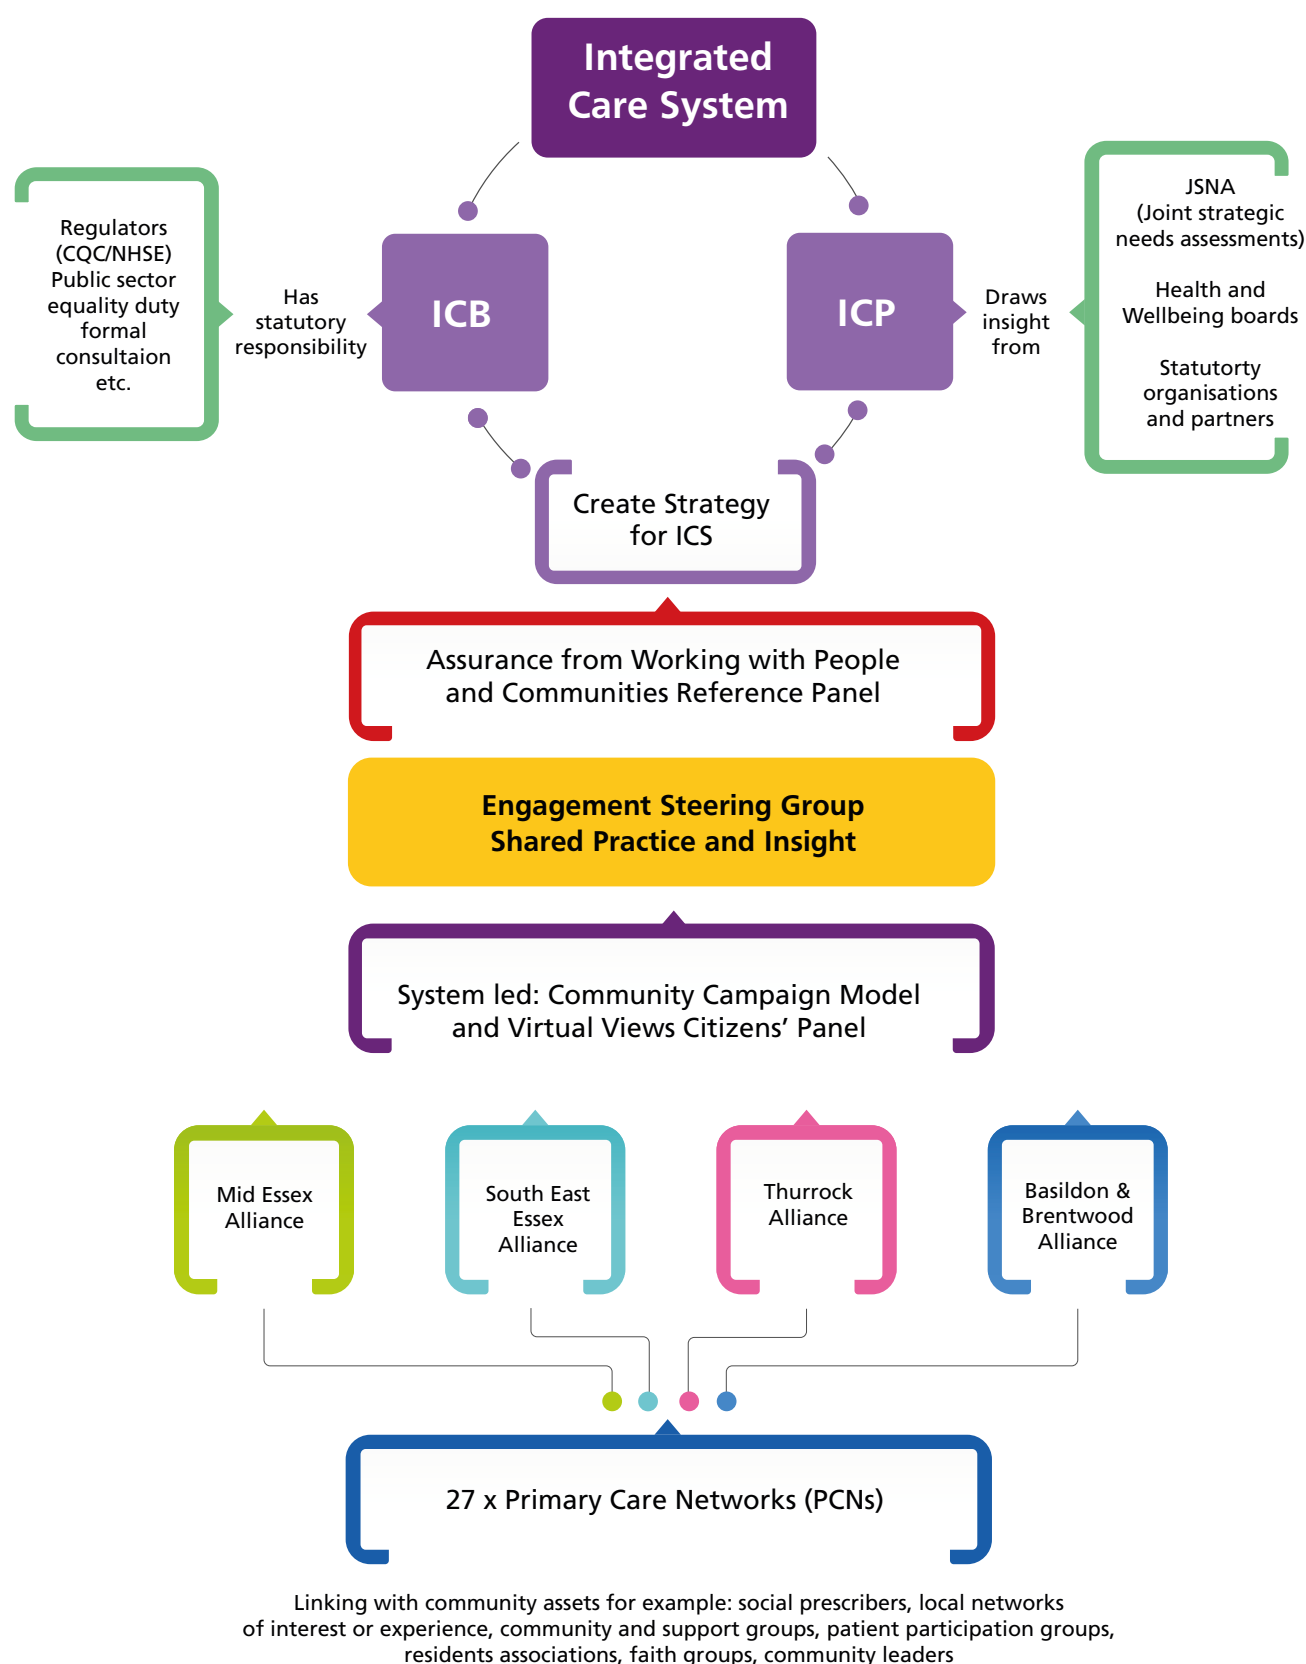 Integrated
Care System
Regulators
(CQC/NHSE)
Public sector
equality duty
formal
consultaion
etc.
Has
statutory
responsibility
ICB
ICP
Draws
insight
from
JSNA
(Joint strategic
needs assessments)
Health and
Wellbeing boards
Statutorty
organisations
and partners
Create Strategy
for ICS
Assurance from Working with People
and Communities Reference Panel
Engagement Steering Group
Shared Practice and Insight
System led: Community Campaign Model
and Virtual Views Citizens’ Panel
Mid Essex
Alliance
South East
Essex
Alliance
Thurrock
Alliance
Basildon &
Brentwood
Alliance
27 x Primary Care Networks (PCNs)
Linking with community assets for example: social prescribers, local networks
of interest or experience, community and support groups, patient participation groups,
residents associations, faith groups, community leaders